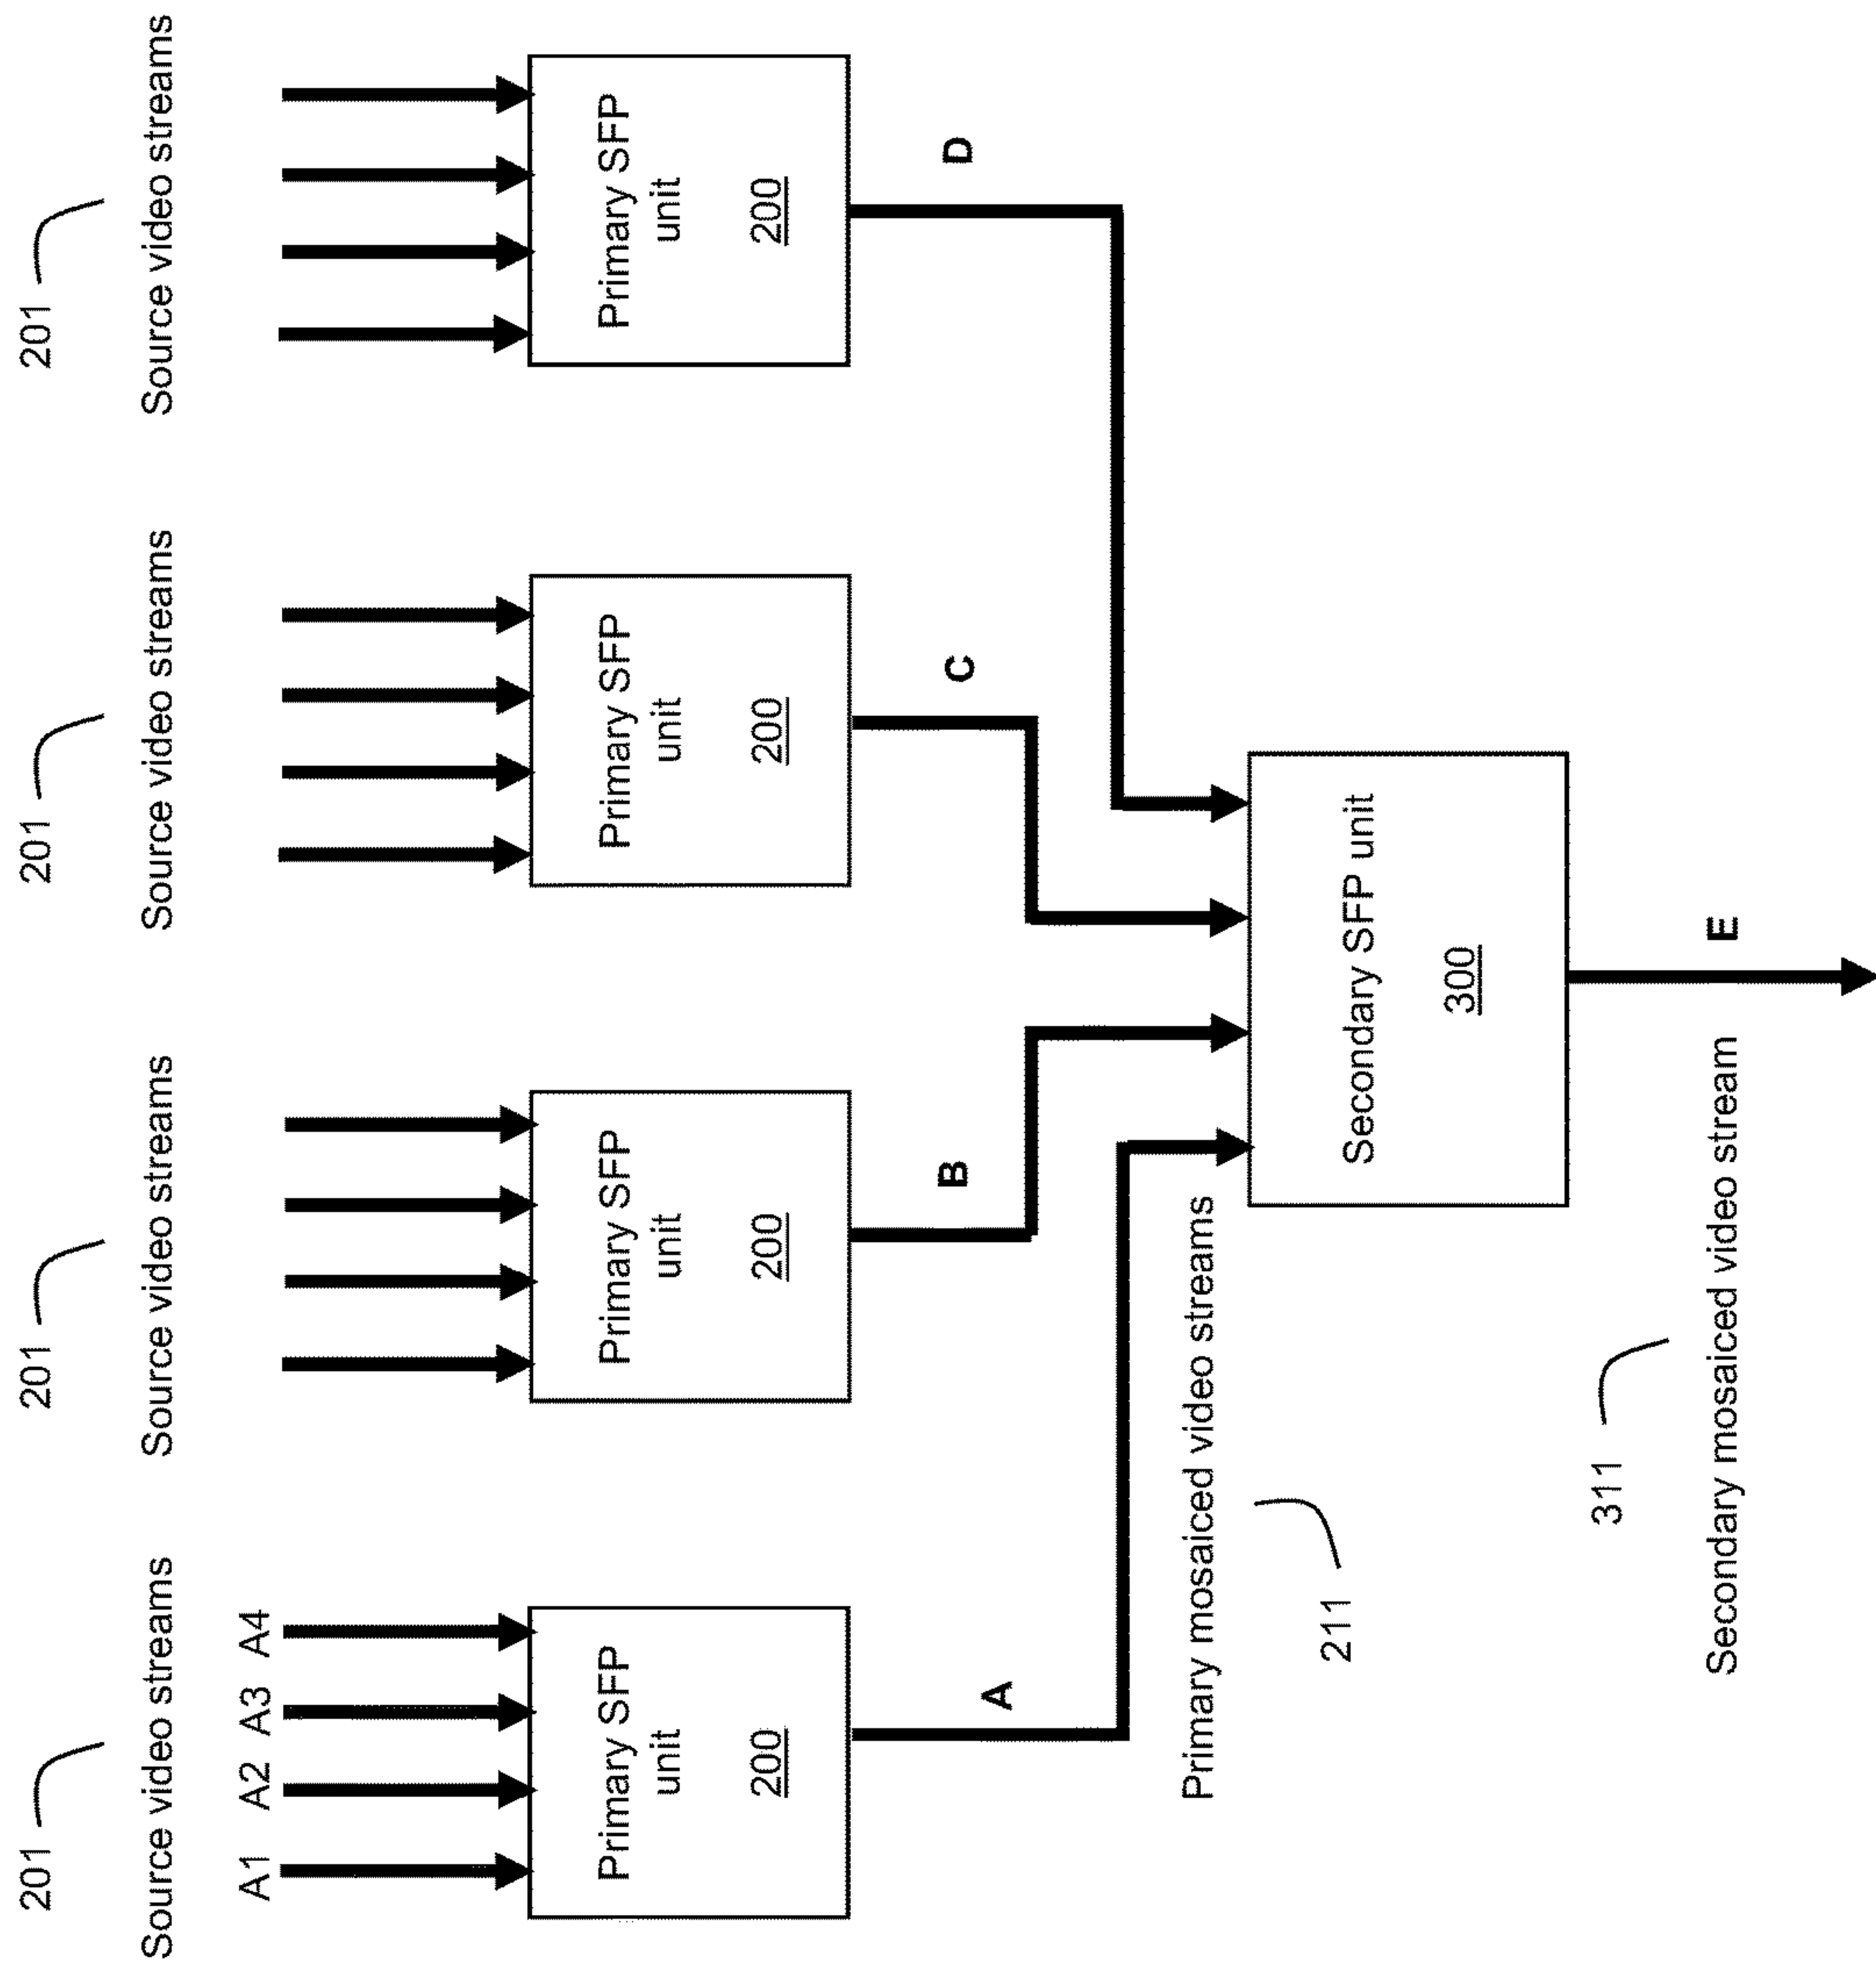 201
201
201
201
Source video streams
Source video streams
Source video streams
Source video streams
A1 A2 A3 A4
Primary SFP
unit
200
Primary SFP
unit
200
Primary SFP
unit
200
Primary SFP
unit
200
A
B
C
D
Primary mosaiced video streams
211
Secondary SFP unit
300
311
Secondary mosaiced video stream
E